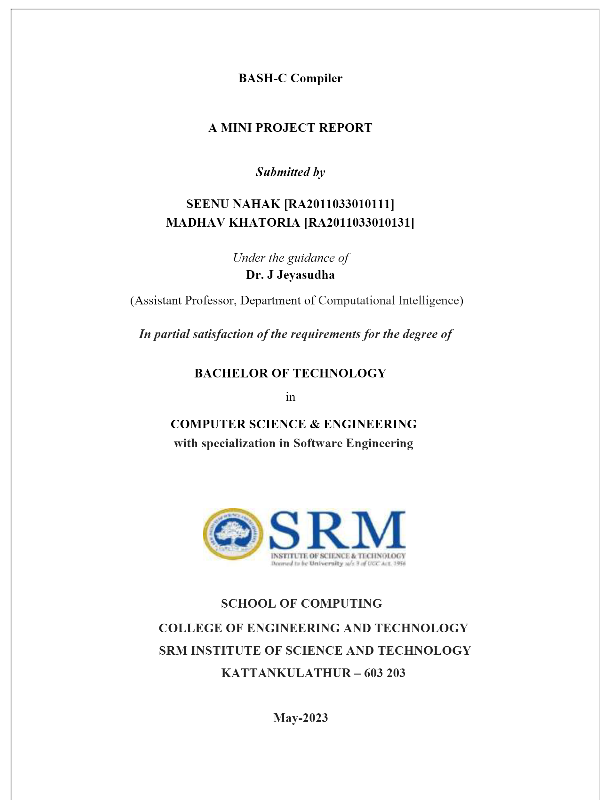 BASH-C Compiler
A MINI PROJECT REPORT
Submitted by
SEENU NAHAK [RA2011033010111]
MADHAV KHATORIA [RA2011033010131]
Under the guidance of
Dr. J Jeyasudha
(Assistant Professor, Department of Computational Intelligence)
In partial satisfaction of the requirements for the degree of
BACHELOR OF TECHNOLOGY
in
COMPUTER SCIENCE & ENGINEERING
with specialization in Software Engineering
SRM
INSTITUTE OF SCIENCE & TECHNOLOGY
Deemed to be University u/s 3 of UGC Act, 1956
SCHOOL OF COMPUTING
COLLEGE OF ENGINEERING AND TECHNOLOGY
SRM INSTITUTE OF SCIENCE AND TECHNOLOGY
KATTANKULATHUR – 603 203
May-2023